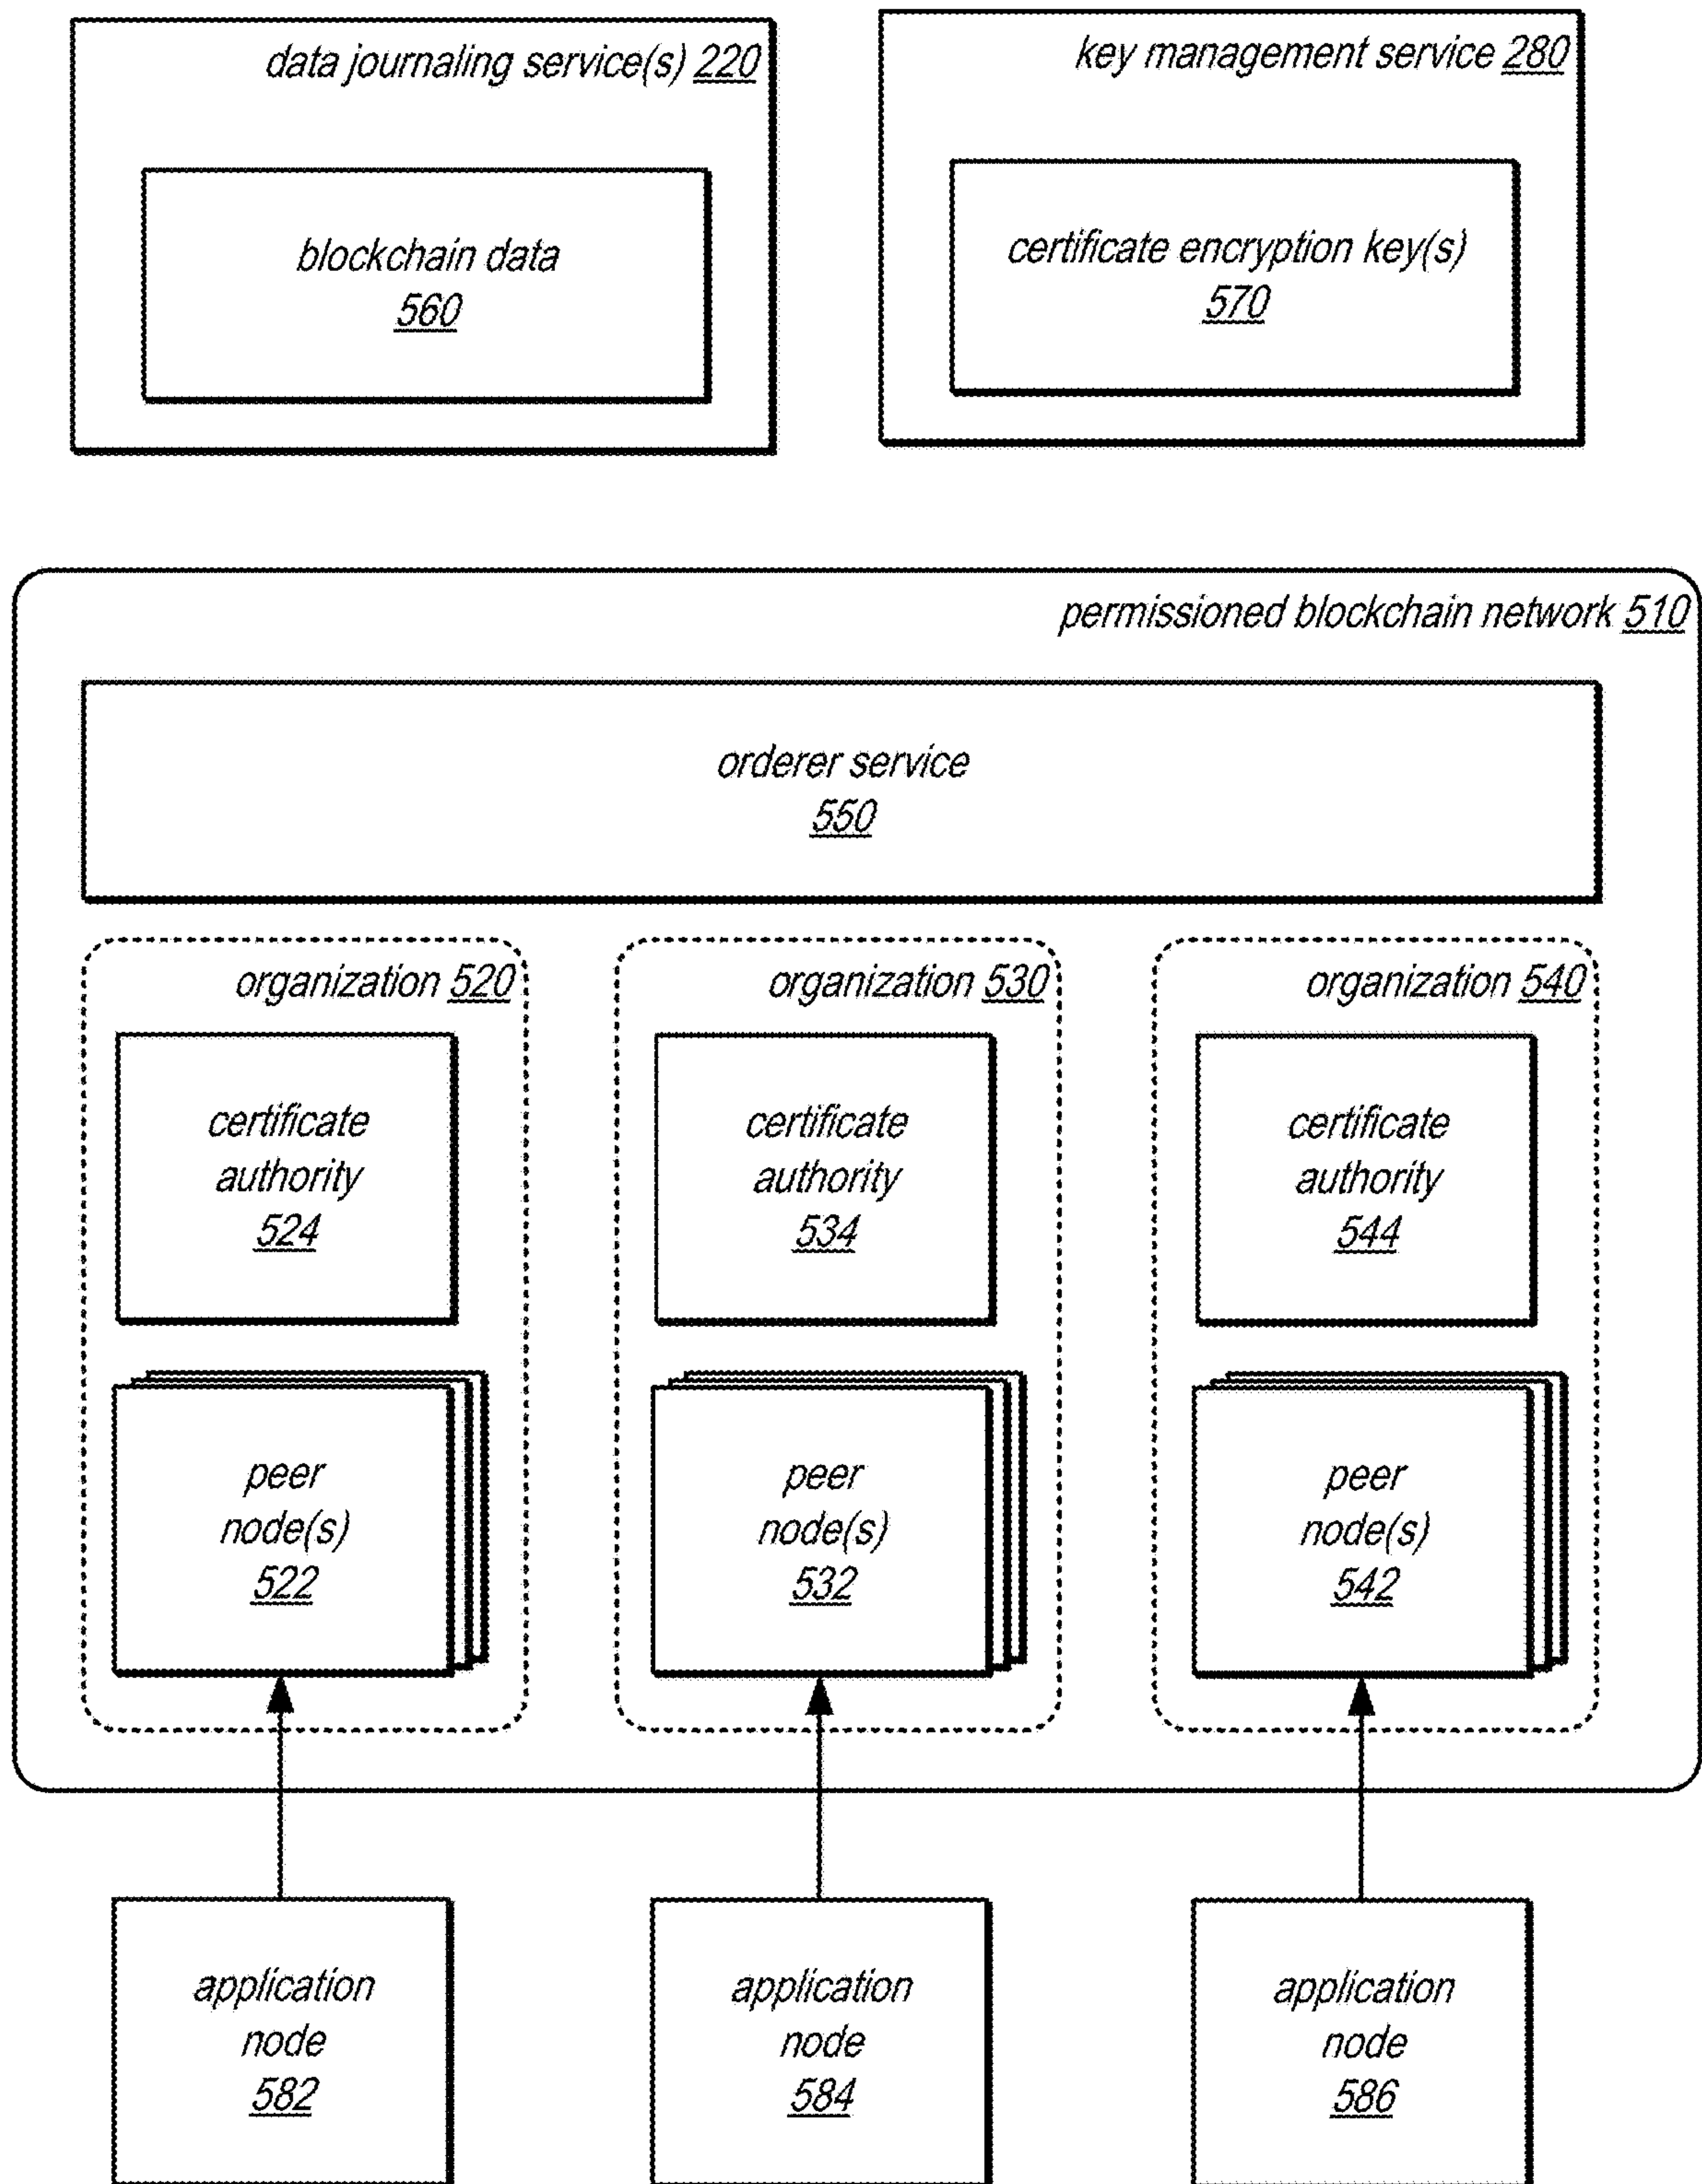 data journaling service(s) 220
blockchain data
560
key management service 280
certificate encryption key(s)
570
permissioned blockchain network 510
orderer service
550
organization 520
certificate
authority
524
peer
node(s)
522
organization 530
certificate
authority
534
peer
node(s)
532
organization 540
certificate
authority
544
peer
node(s)
542
application
node
582
application
node
584
application
node
586